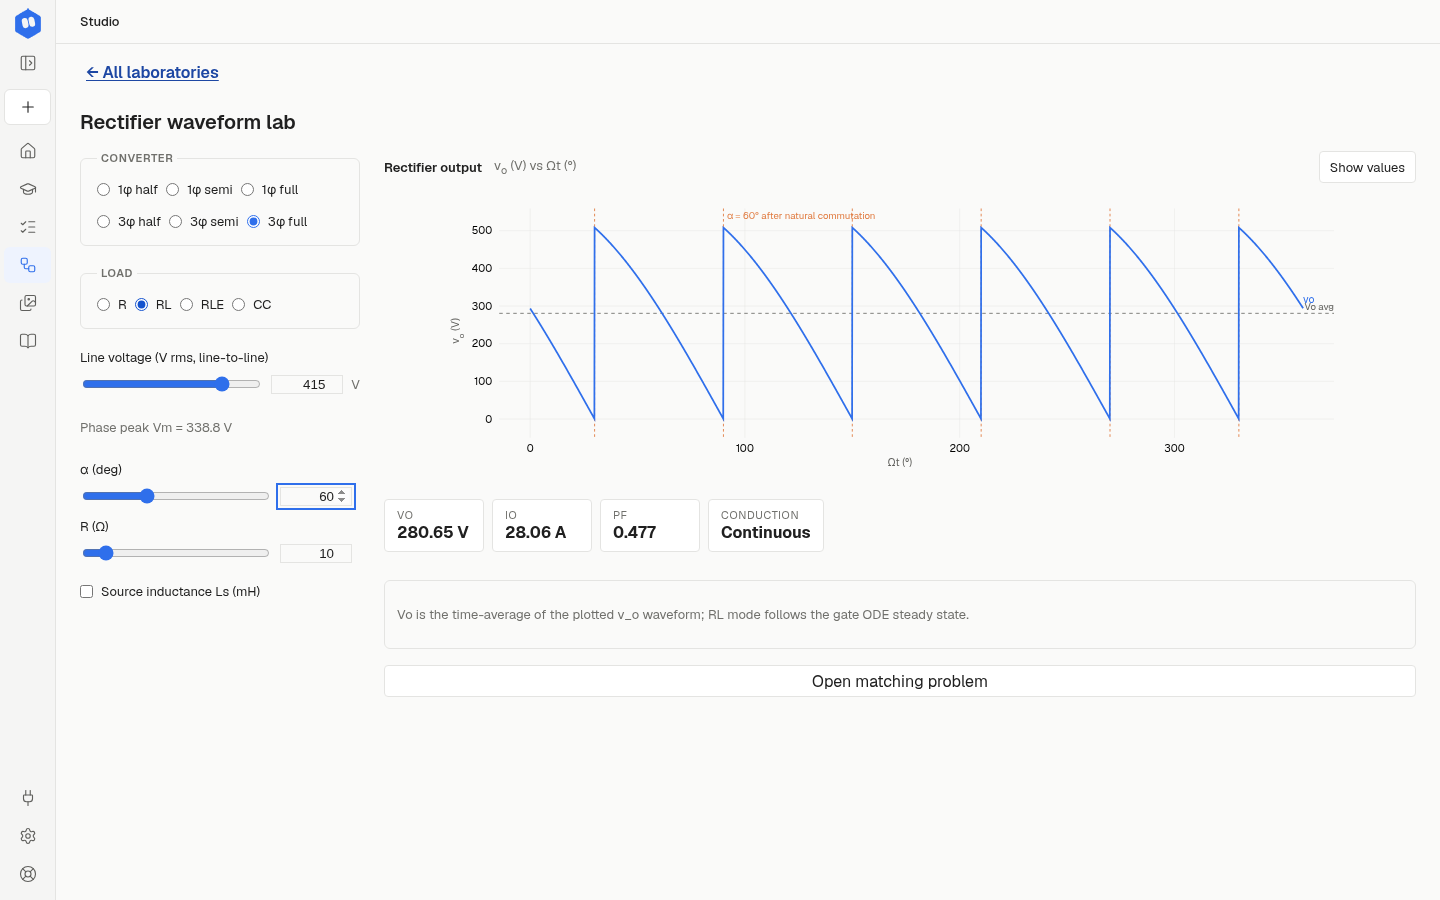 Studio
← All laboratories
Rectifier waveform lab
CONVERTER
1φ half 1φ semi 1φ full
3φ half 3φ semi 3φ full
LOAD
R RL RLE CC
Line voltage (V rms, line-to-line)
415 V
Phase peak Vm = 338.8 V
α (deg)
60
R (Ω)
10
Source inductance Ls (mH)
Rectifier output v_o (V) vs Ωt (°)
Show values
α = 60° after natural commutation
500
400
300
200
100
0
v_o (V)
vo
Vo avg
0 100 200 300
Ωt (°)
VO
280.65 V
IO
28.06 A
PF
0.477
CONDUCTION
Continuous
Vo is the time-average of the plotted v_o waveform; RL mode follows the gate ODE steady state.
Open matching problem